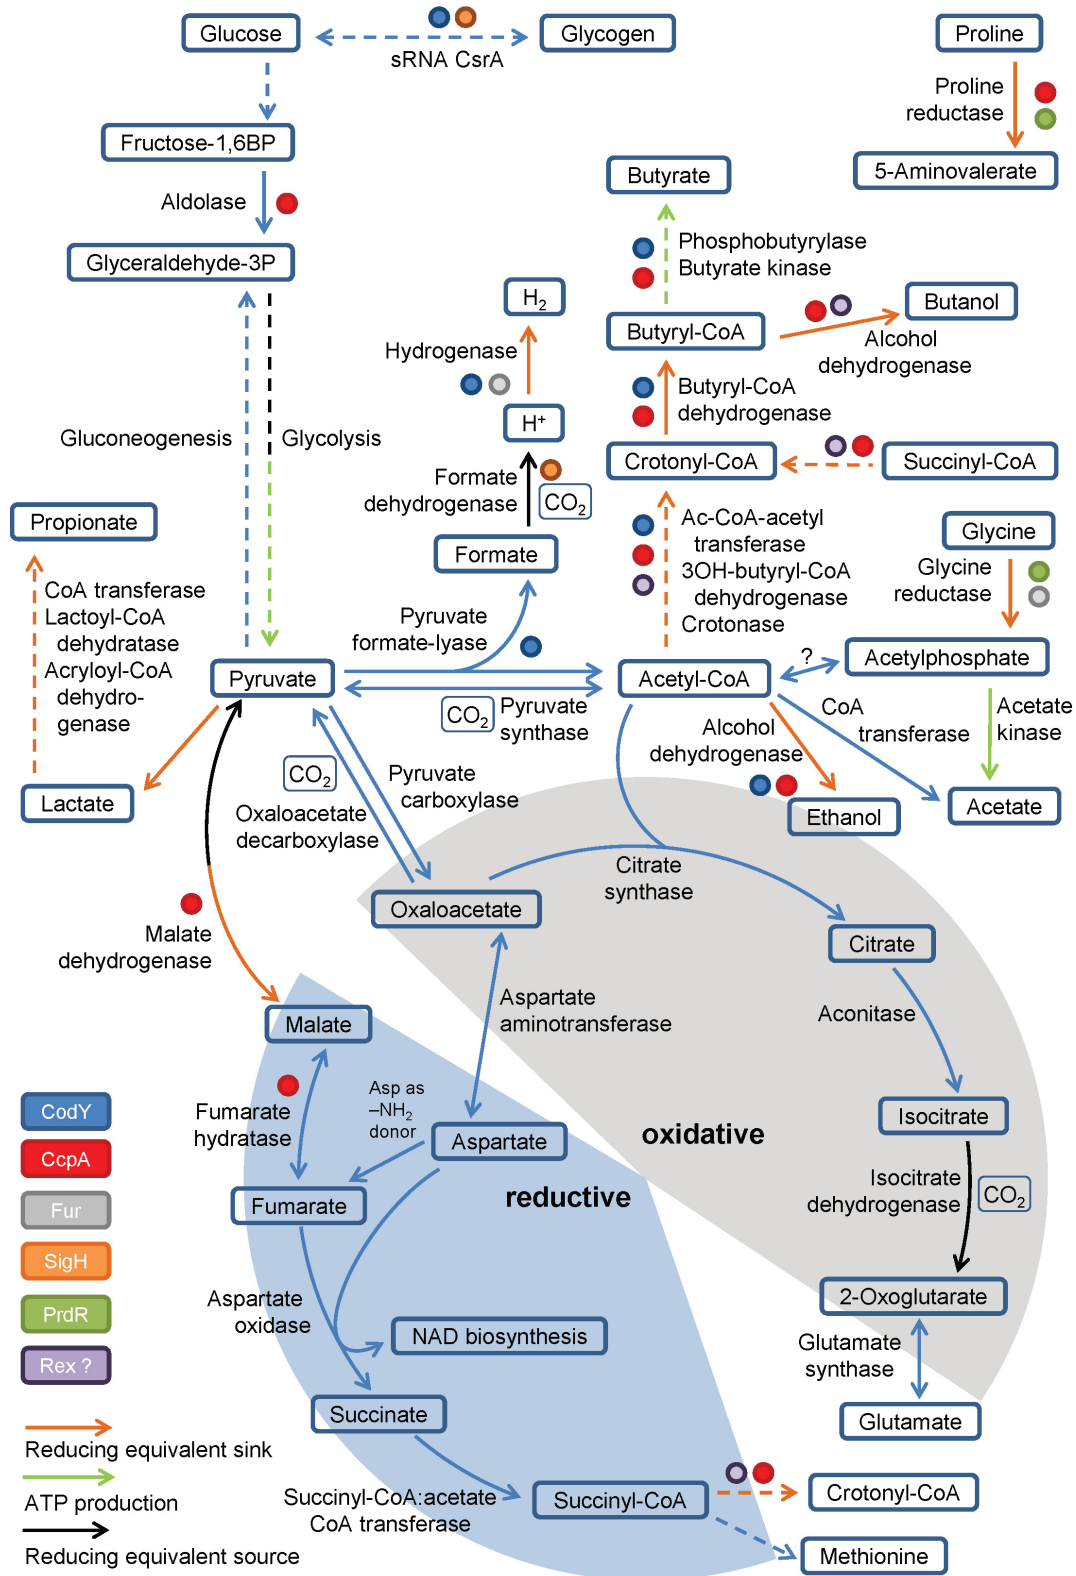 Glucose
sRNA CsrA
Glycogen
Proline
Proline
reductase
5-Aminovalerate
Fructose-1,6BP
Aldolase
Glyceraldehyde-3P
Butyrate
Phosphobutyrylase
Butyrate kinase
H2
Hydrogenase
Butyryl-CoA
Butanol
Alcohol
dehydrogenase
Butyryl-CoA
dehydrogenase
H+
Gluconeogenesis
Glycolysis
Crotonyl-CoA
Succinyl-CoA
Formate
dehydrogenase
CO2
Propionate
Formate
Ac-CoA-acetyl
transferase
3OH-butyryl-CoA
dehydrogenase
Crotonase
Glycine
Glycine
reductase
CoA transferase
Lactoyl-CoA
dehydratase
Acryloyl-CoA
dehydro-
genase
Pyruvate
formate-lyase
Pyruvate
Acetyl-CoA
?
Acetylphosphate
CO2
Pyruvate
synthase
Alcohol
dehydrogenase
CoA
transferase
Acetate
kinase
Lactate
CO2
Oxaloacetate
decarboxylase
Pyruvate
carboxylase
Ethanol
Acetate
Oxaloacetate
Citrate
synthase
Citrate
Malate
dehydrogenase
Malate
Aspartate
aminotransferase
Aconitase
Fumarate
hydratase
Asp as
–NH2
donor
Aspartate
oxidative
Isocitrate
Isocitrate
dehydrogenase
CO2
Fumarate
reductive
Aspartate
oxidase
NAD biosynthesis
2-Oxoglutarate
Glutamate
synthase
Succinate
Glutamate
Succinyl-CoA:acetate
CoA transferase
Succinyl-CoA
Crotonyl-CoA
Methionine
CodY
CcpA
Fur
SigH
PrdR
Rex ?
Reducing equivalent sink
ATP production
Reducing equivalent source